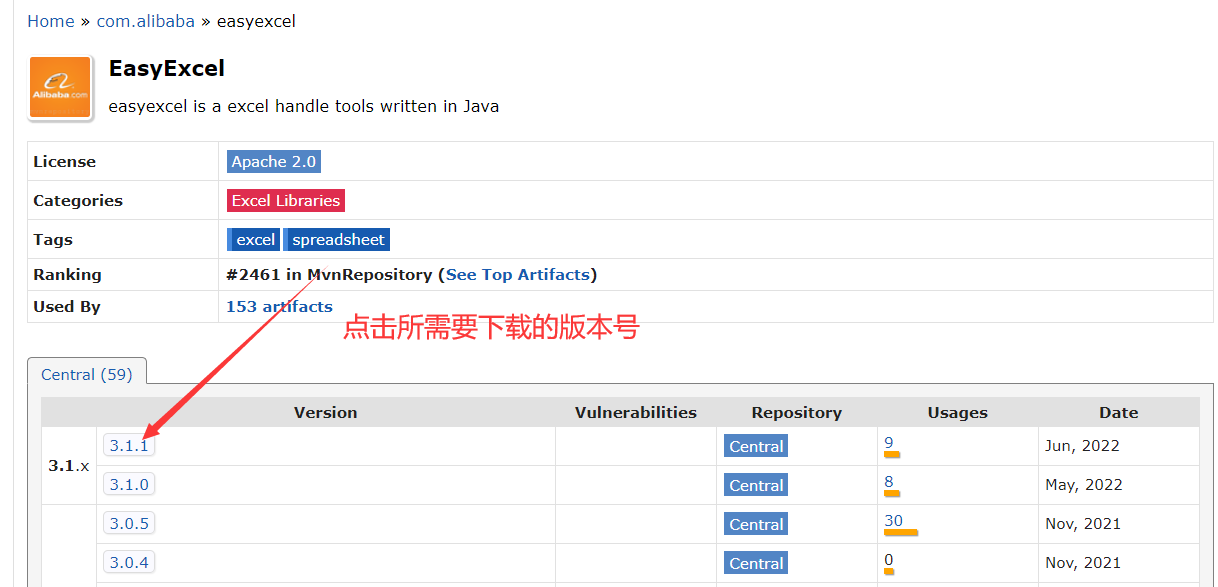 Home » com.alibaba » easyexcel
Alibaba.com
EasyExcel
easyexcel is a excel handle tools written in Java
License Apache 2.0
Categories Excel Libraries
Tags excel spreadsheet
Ranking #2461 in MvnRepository (See Top Artifacts)
Used By 153 artifacts
点击所需要下载的版本号
Central (59)
Version Vulnerabilities Repository Usages Date
3.1.x 3.1.1 Central 9 Jun, 2022
3.1.0 Central 8 May, 2022
3.0.5 Central 30 Nov, 2021
3.0.4 Central 0 Nov, 2021